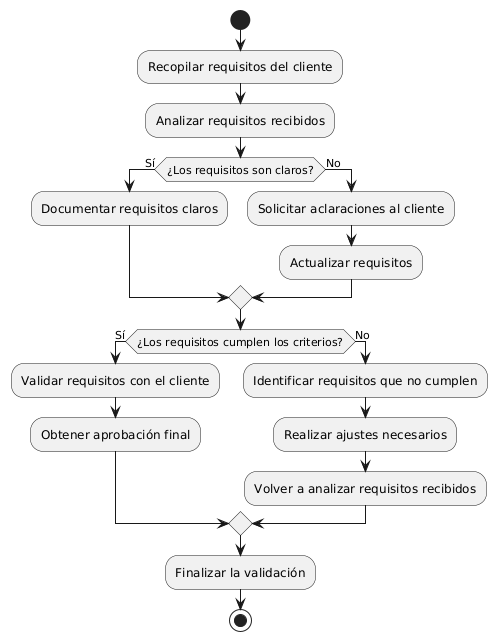 Recopilar requisitos del cliente
Analizar requisitos recibidos
¿Los requisitos son claros?
Sí
No
Documentar requisitos claros
Solicitar aclaraciones al cliente
Actualizar requisitos
¿Los requisitos cumplen los criterios?
Sí
No
Validar requisitos con el cliente
Obtener aprobación final
Identificar requisitos que no cumplen
Realizar ajustes necesarios
Volver a analizar requisitos recibidos
Finalizar la validación